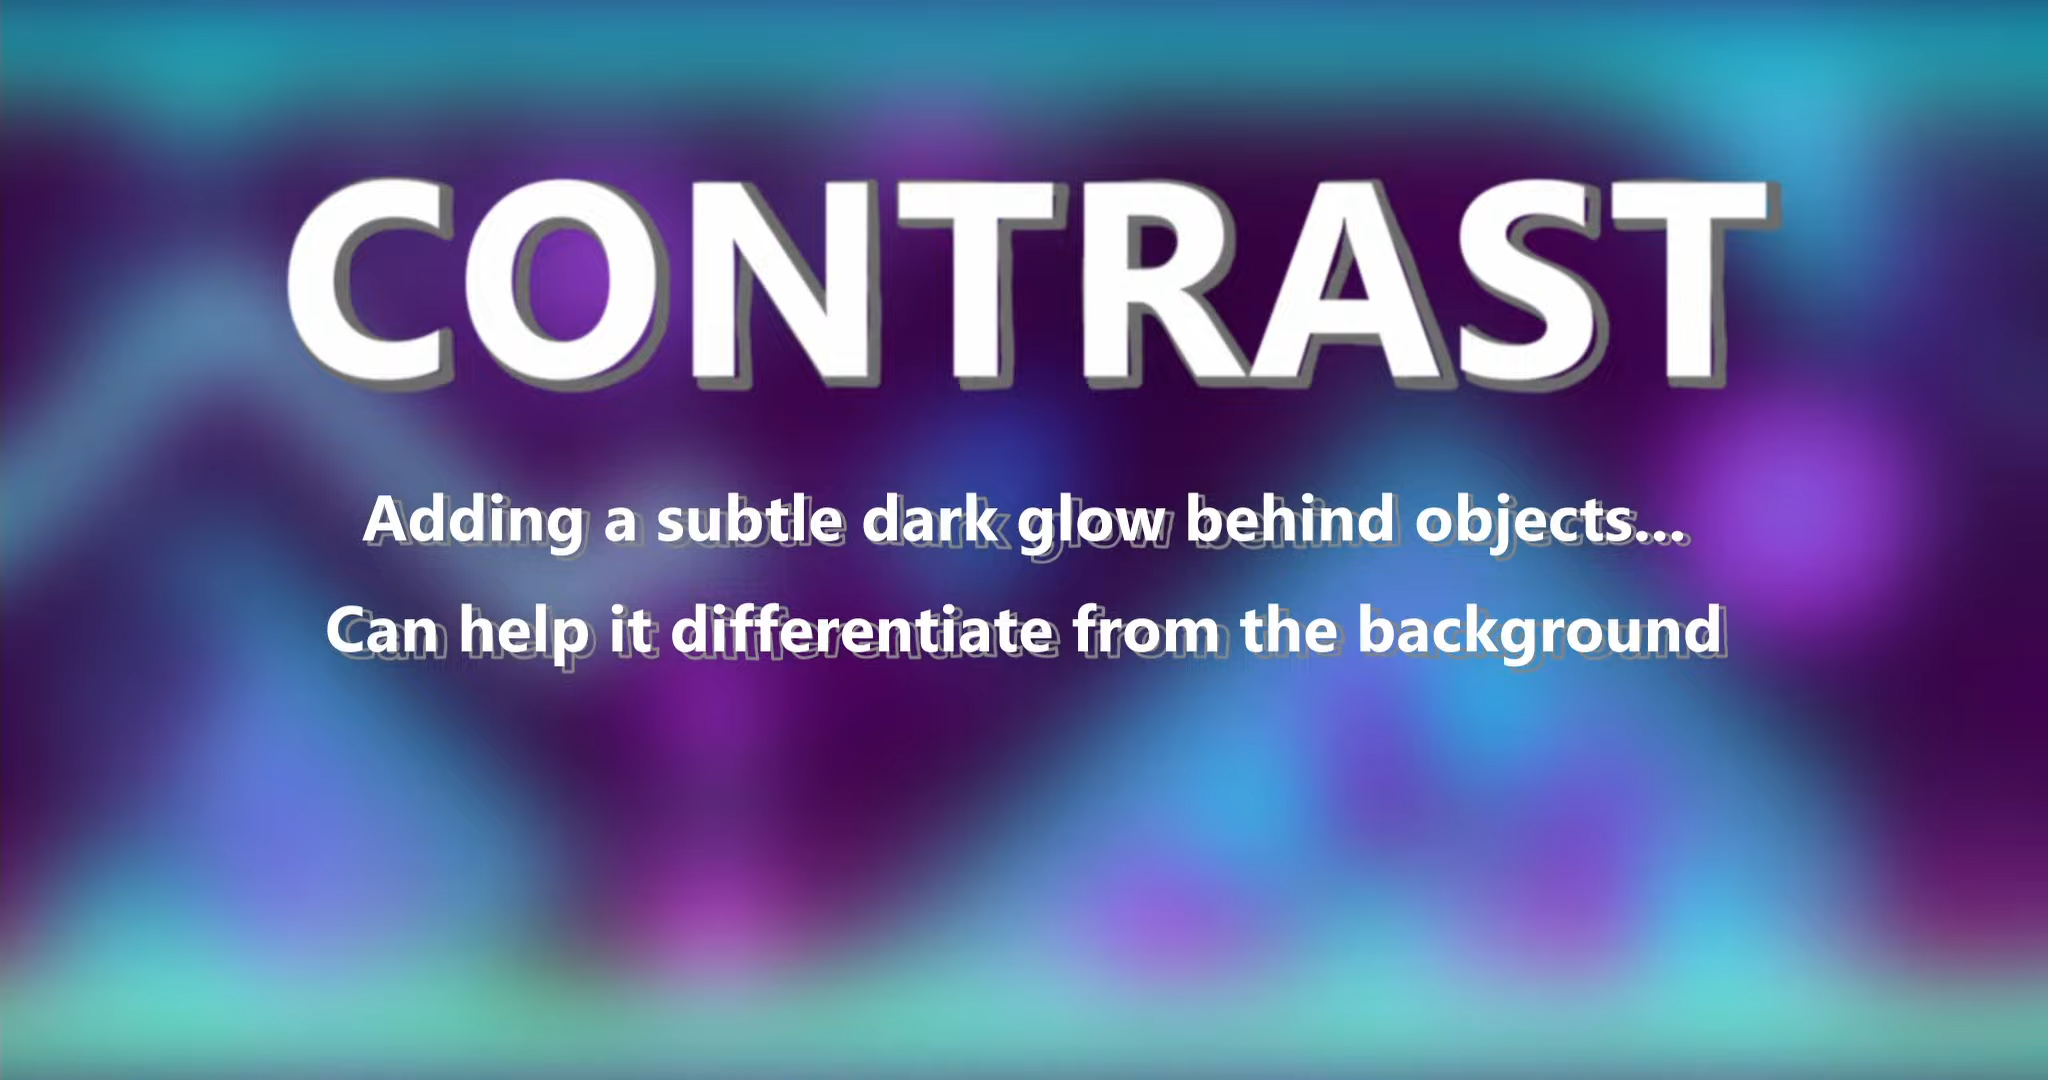 CONTRAST
Adding a subtle dark glow behind objects...
Can help it differentiate from the background